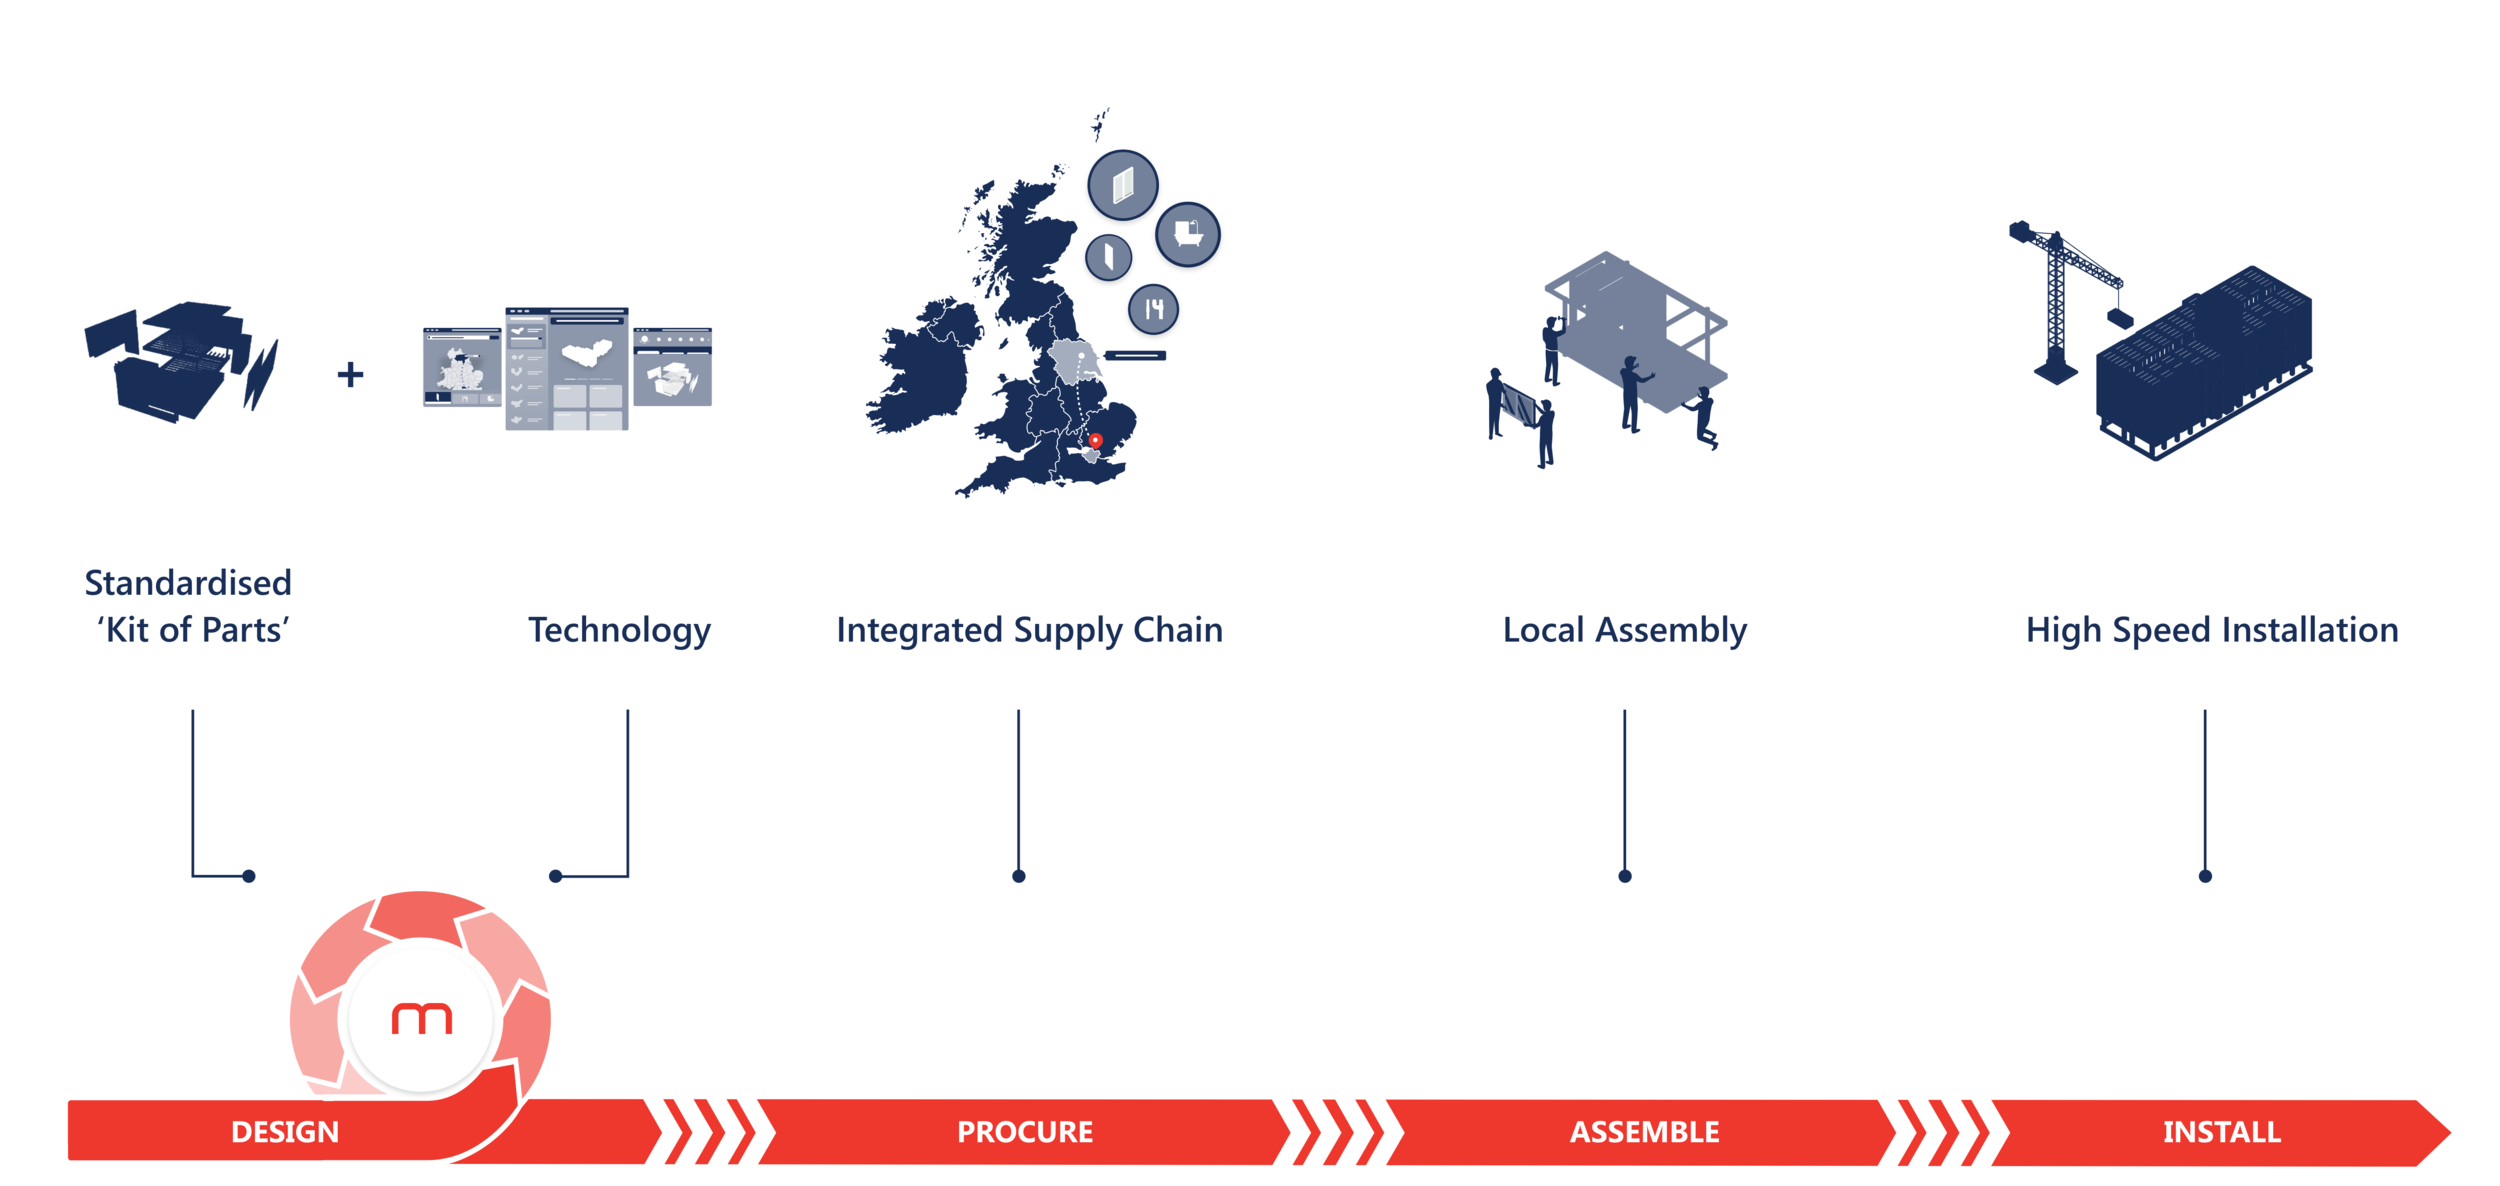 Standardised
‘Kit of Parts’
Technology
Integrated Supply Chain
Local Assembly
High Speed Installation
m
DESIGN
PROCURE
ASSEMBLE
INSTALL